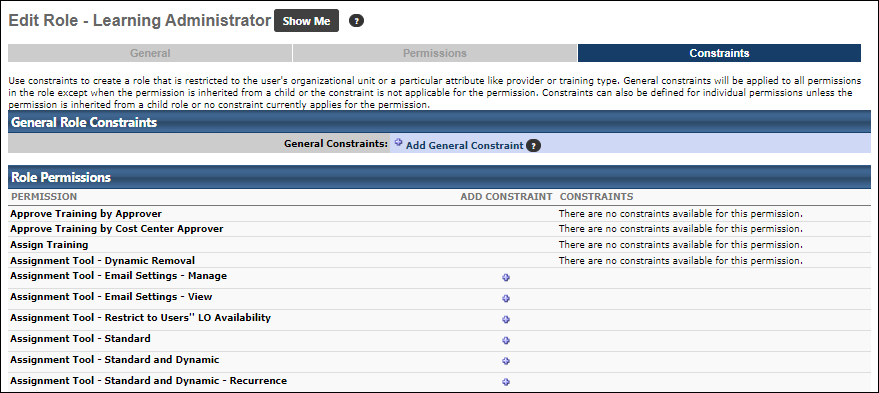 Edit Role - Learning Administrator Show Me ?
General Permissions Constraints
Use constraints to create a role that is restricted to the user's organizational unit or a particular attribute like provider or training type. General constraints will be applied to all permissions
in the role except when the permission is inherited from a child or the constraint is not applicable for the permission. Constraints can also be defined for individual permissions unless the
permission is inherited from a child role or no constraint currently applies for the permission.
General Role Constraints
General Constraints: Add General Constraint ?
Role Permissions
PERMISSION ADD CONSTRAINT CONSTRAINTS
Approve Training by Approver There are no constraints available for this permission.
Approve Training by Cost Center Approver There are no constraints available for this permission.
Assign Training There are no constraints available for this permission.
Assignment Tool - Dynamic Removal There are no constraints available for this permission.
Assignment Tool - Email Settings - Manage
Assignment Tool - Email Settings - View
Assignment Tool - Restrict to Users'' LO Availability
Assignment Tool - Standard
Assignment Tool - Standard and Dynamic
Assignment Tool - Standard and Dynamic - Recurrence